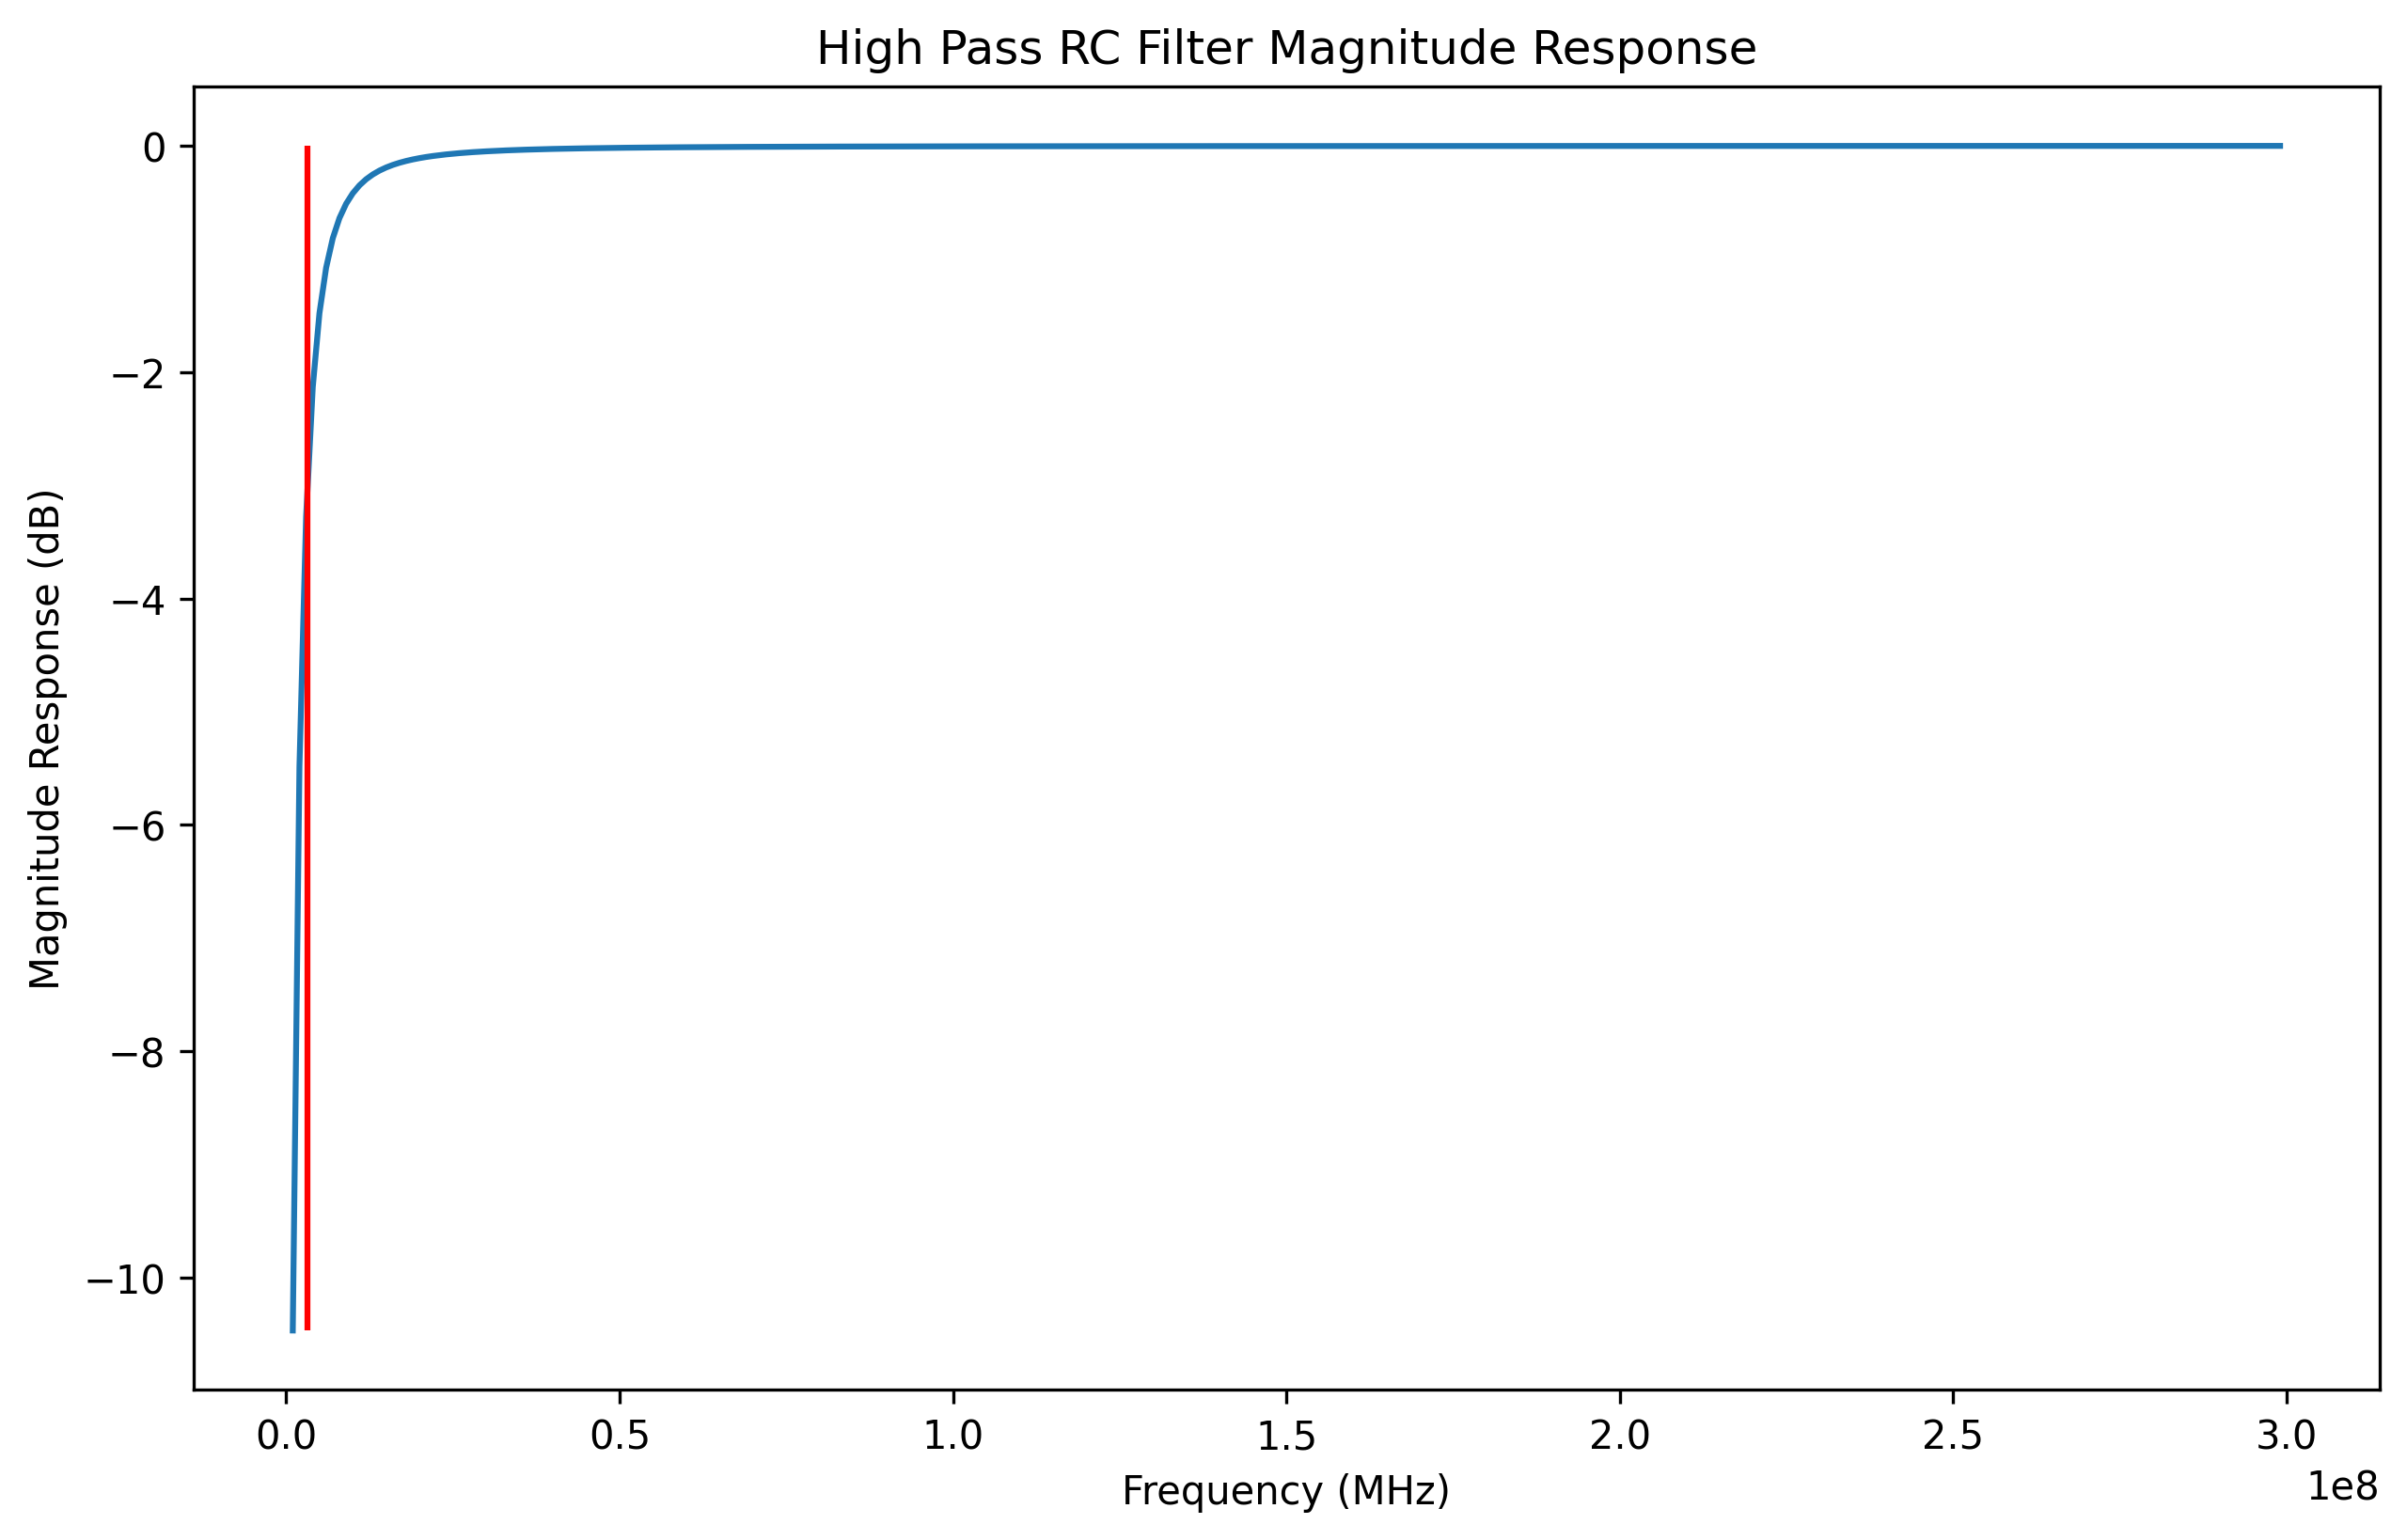 High Pass RC Filter Magnitude Response
Magnitude Response (dB)
0
−2
−4
−6
−8
−10
0.0 0.5 1.0 1.5 2.0 2.5 3.0
1e8
Frequency (MHz)